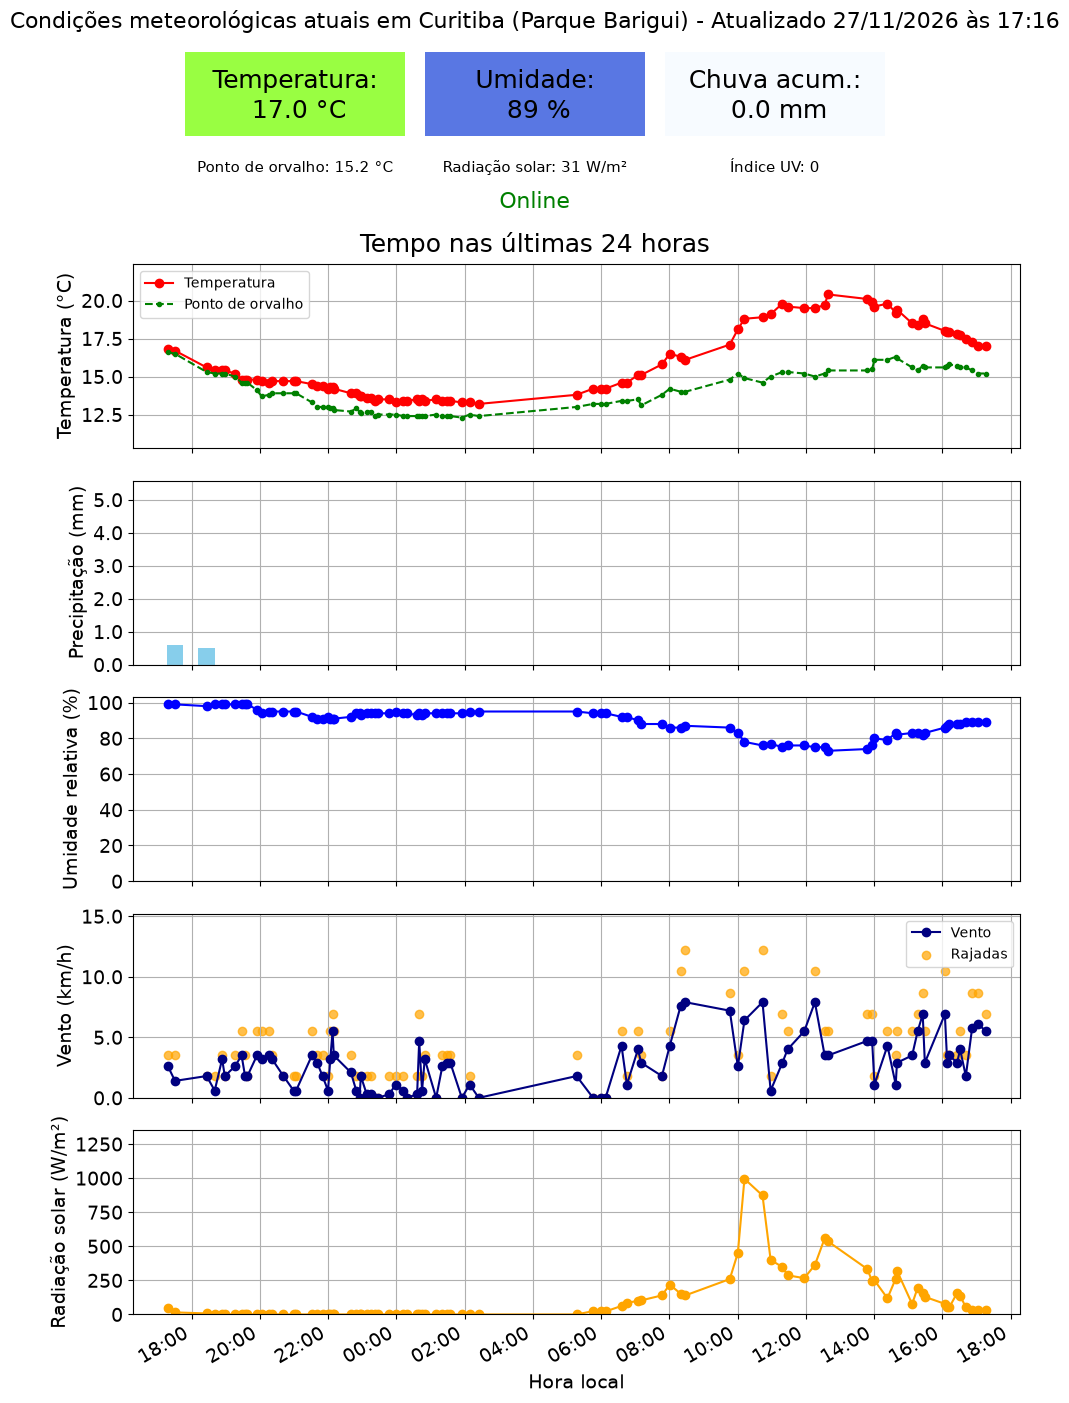 Condições meteorológicas atuais em Curitiba (Parque Barigui) - Atualizado 27/11/2026 às 17:16
Temperatura:
17.0 °C
Umidade:
89 %
Chuva acum.:
0.0 mm
Ponto de orvalho: 15.2 °C
Radiação solar: 31 W/m²
Índice UV: 0
Online
Tempo nas últimas 24 horas
Temperatura (°C)
20.0
17.5
15.0
12.5
Temperatura
Ponto de orvalho
Precipitação (mm)
5.0
4.0
3.0
2.0
1.0
0.0
Umidade relativa (%)
100
80
60
40
20
0
Vento (km/h)
15.0
10.0
5.0
0.0
Vento
Rajadas
Radiação solar (W/m²)
1250
1000
750
500
250
0
18:00
20:00
22:00
00:00
02:00
04:00
06:00
08:00
10:00
12:00
14:00
16:00
18:00
Hora local